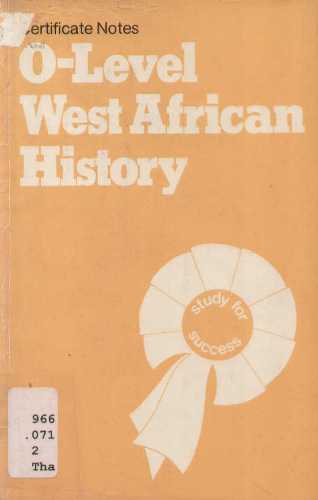 Certificate Notes
O-Level
West African
History
study for
success
966
.071
2
Tha